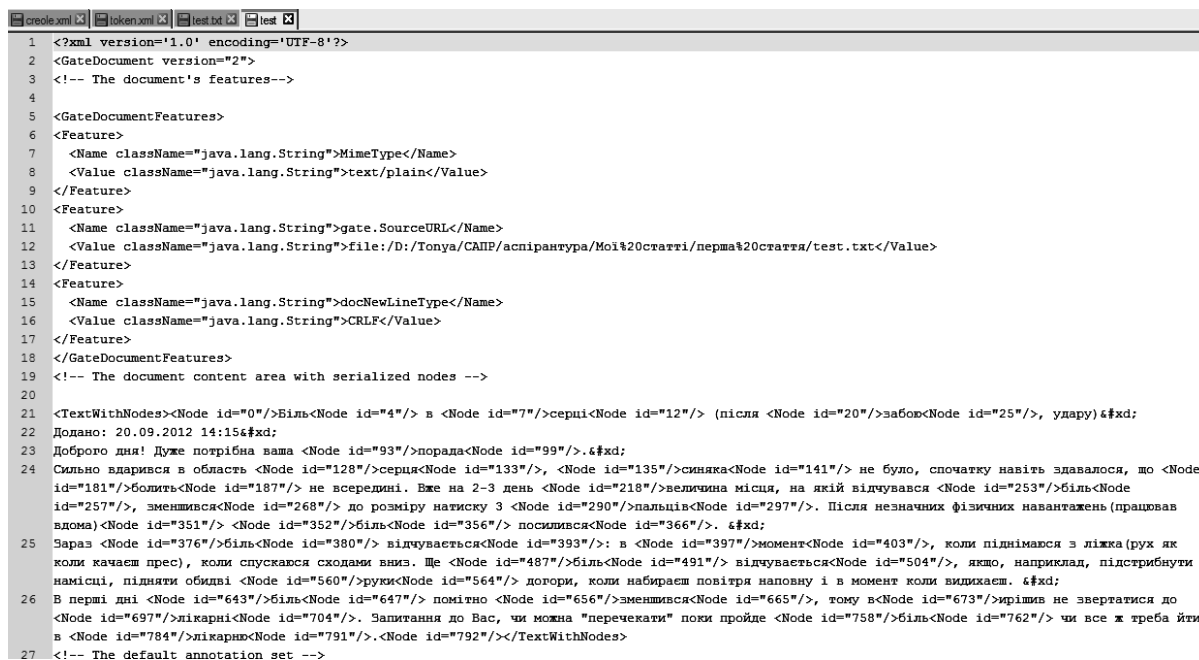 creole.xml token.xml test.txt test
1 <?xml version='1.0' encoding='UTF-8'?>
2 <GateDocument version="2">
3 <!-- The document's features-->
4
5 <GateDocumentFeatures>
6 <Feature>
7 <Name className="java.lang.String">MimeType</Name>
8 <Value className="java.lang.String">text/plain</Value>
9 </Feature>
10 <Feature>
11 <Name className="java.lang.String">gate.SourceURL</Name>
12 <Value className="java.lang.String">file:/D:/Tonya/САПР/аспірантура/Мої%20статті/перша%20стаття/test.txt</Value>
13 </Feature>
14 <Feature>
15 <Name className="java.lang.String">docNewLineType</Name>
16 <Value className="java.lang.String">CRLF</Value>
17 </Feature>
18 </GateDocumentFeatures>
19 <!-- The document content area with serialized nodes -->
20
21 <TextWithNodes><Node id="0"/>Біль<Node id="4"/> в <Node id="7"/>серці<Node id="12"/> (після <Node id="20"/>забою<Node id="25"/>, удару)&#xd;
22 Додано: 20.09.2012 14:15&#xd;
23 Доброго дня! Дуже потрібна ваша <Node id="93"/>порада<Node id="99"/>.&#xd;
24 Сильно вдарився в область <Node id="128"/>серця<Node id="133"/>, <Node id="135"/>синяка<Node id="141"/> не було, спочатку навіть здавалося, що <Node
id="181"/>болить<Node id="187"/> не всередині. Вже на 2-3 день <Node id="218"/>величина місця, на якій відчувався <Node id="253"/>біль<Node
id="257"/>, зменшився<Node id="268"/> до розміру натиску 3 <Node id="290"/>пальців<Node id="297"/>. Після незначних фізичних навантажень(працював
вдома)<Node id="351"/> <Node id="352"/>біль<Node id="356"/> посилився<Node id="366"/>. &#xd;
25 Зараз <Node id="376"/>біль<Node id="380"/> відчувається<Node id="393"/>: в <Node id="397"/>момент<Node id="403"/>, коли піднімаюся з ліжка(рух як
коли качаєш прес), коли спускаюся сходами вниз. Ще <Node id="487"/>біль<Node id="491"/> відчувається<Node id="504"/>, якщо, наприклад, підстрибнути
намісці, підняти обидві <Node id="560"/>руки<Node id="564"/> догори, коли набираєш повітря наповну і в момент коли видихаєш. &#xd;
26 В перші дні <Node id="643"/>біль<Node id="647"/> помітно <Node id="656"/>зменшився<Node id="665"/>, тому в<Node id="673"/>ирішив не звертатися до
<Node id="697"/>лікарні<Node id="704"/>. Запитання до Вас, чи можна "перечекати" поки пройде <Node id="758"/>біль<Node id="762"/> чи все ж треба йти
в <Node id="784"/>лікарню<Node id="791"/>.<Node id="792"/></TextWithNodes>
27 <!-- The default annotation set -->